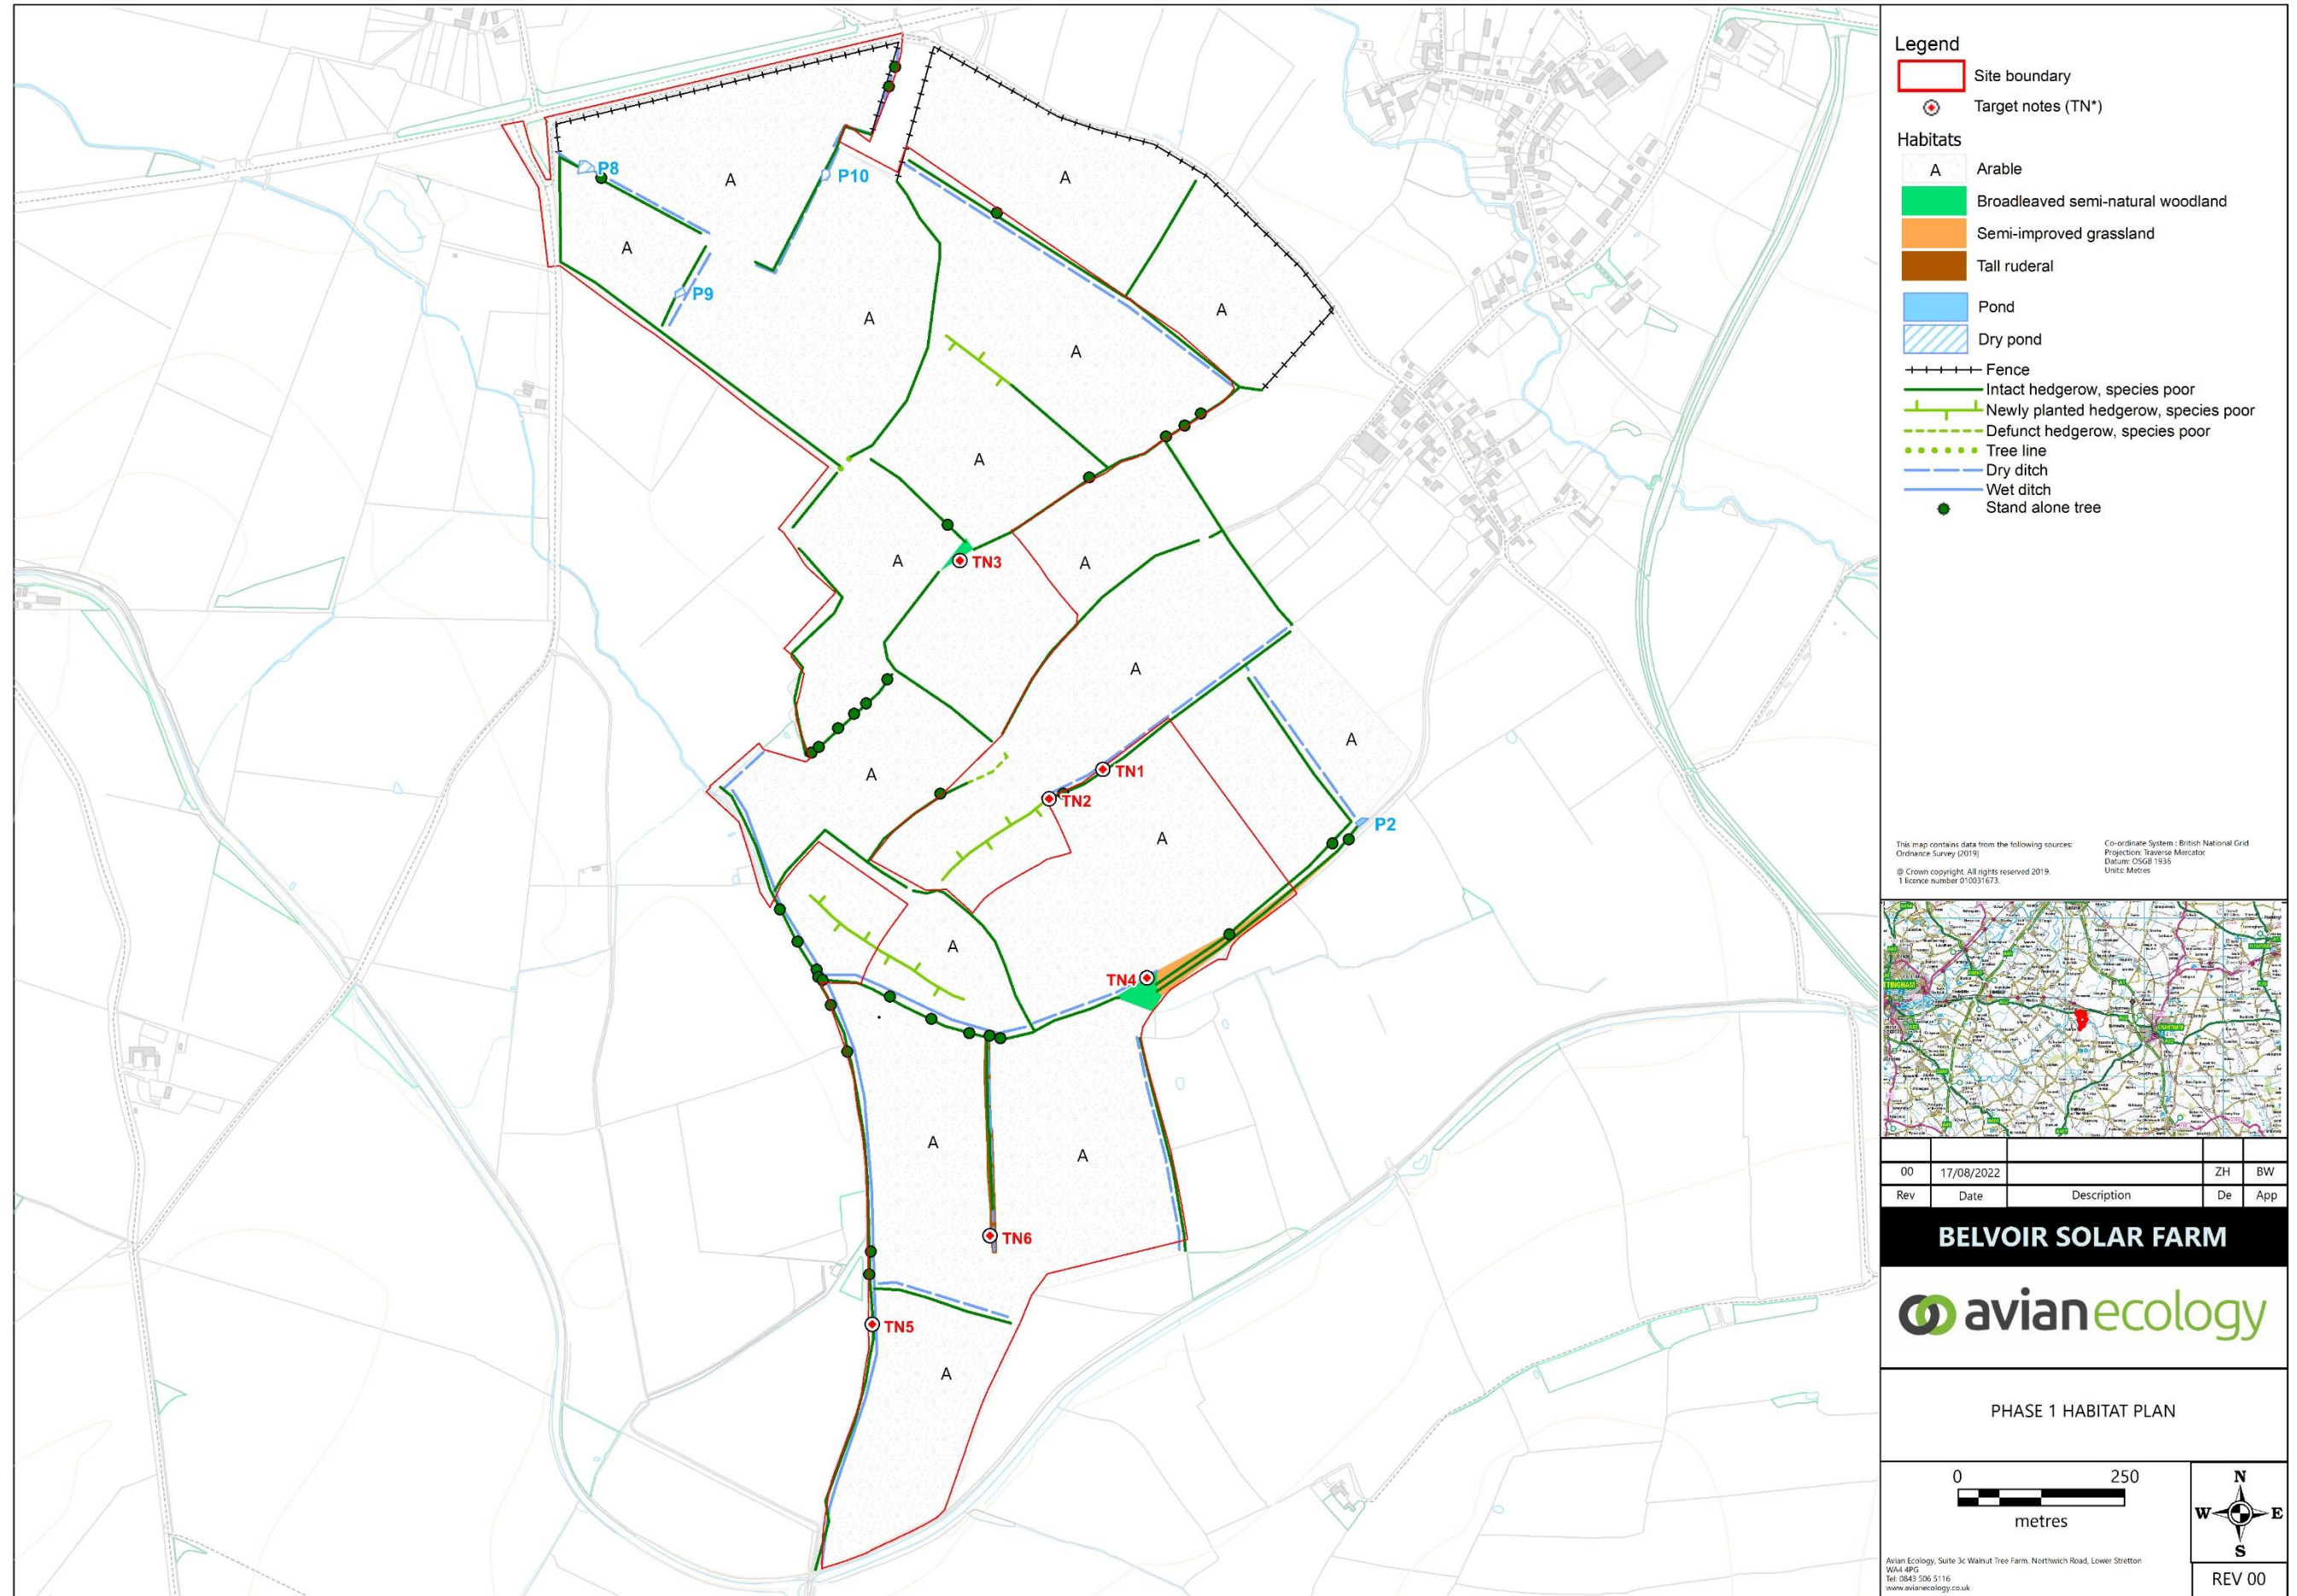 P8
P10
P9
A
A
A
A
A
A
A
A
TN3
A
A
A
A
TN1
TN2
P2
A
A
A
TN4
A
A
TN6
TN5
A
Legend
Site boundary
Target notes (TN*)
Habitats
A Arable
Broadleaved semi-natural woodland
Semi-improved grassland
Tall ruderal
Pond
Dry pond
Fence
Intact hedgerow, species poor
Newly planted hedgerow, species poor
Defunct hedgerow, species poor
Tree line
Dry ditch
Wet ditch
Stand alone tree
This map contains data from the following sources:
Ordnance Survey (2019)
@ Crown copyright. All rights reserved 2019.
1 licence number 010031673.
Co-ordinate System : British National Grid
Projection: Traverse Mercator
Datum: OSGB 1936
Units: Metres
TTINGHAM
00 17/08/2022 ZH BW
Rev Date Description De App
BELVOIR SOLAR FARM
avianecology
PHASE 1 HABITAT PLAN
0 250
metres
N
W E
S
Avian Ecology, Suite 3c Walnut Tree Farm, Northwich Road, Lower Stretton
WA4 4PG
Tel: 0843 506 5116
www.avianecology.co.uk
REV 00